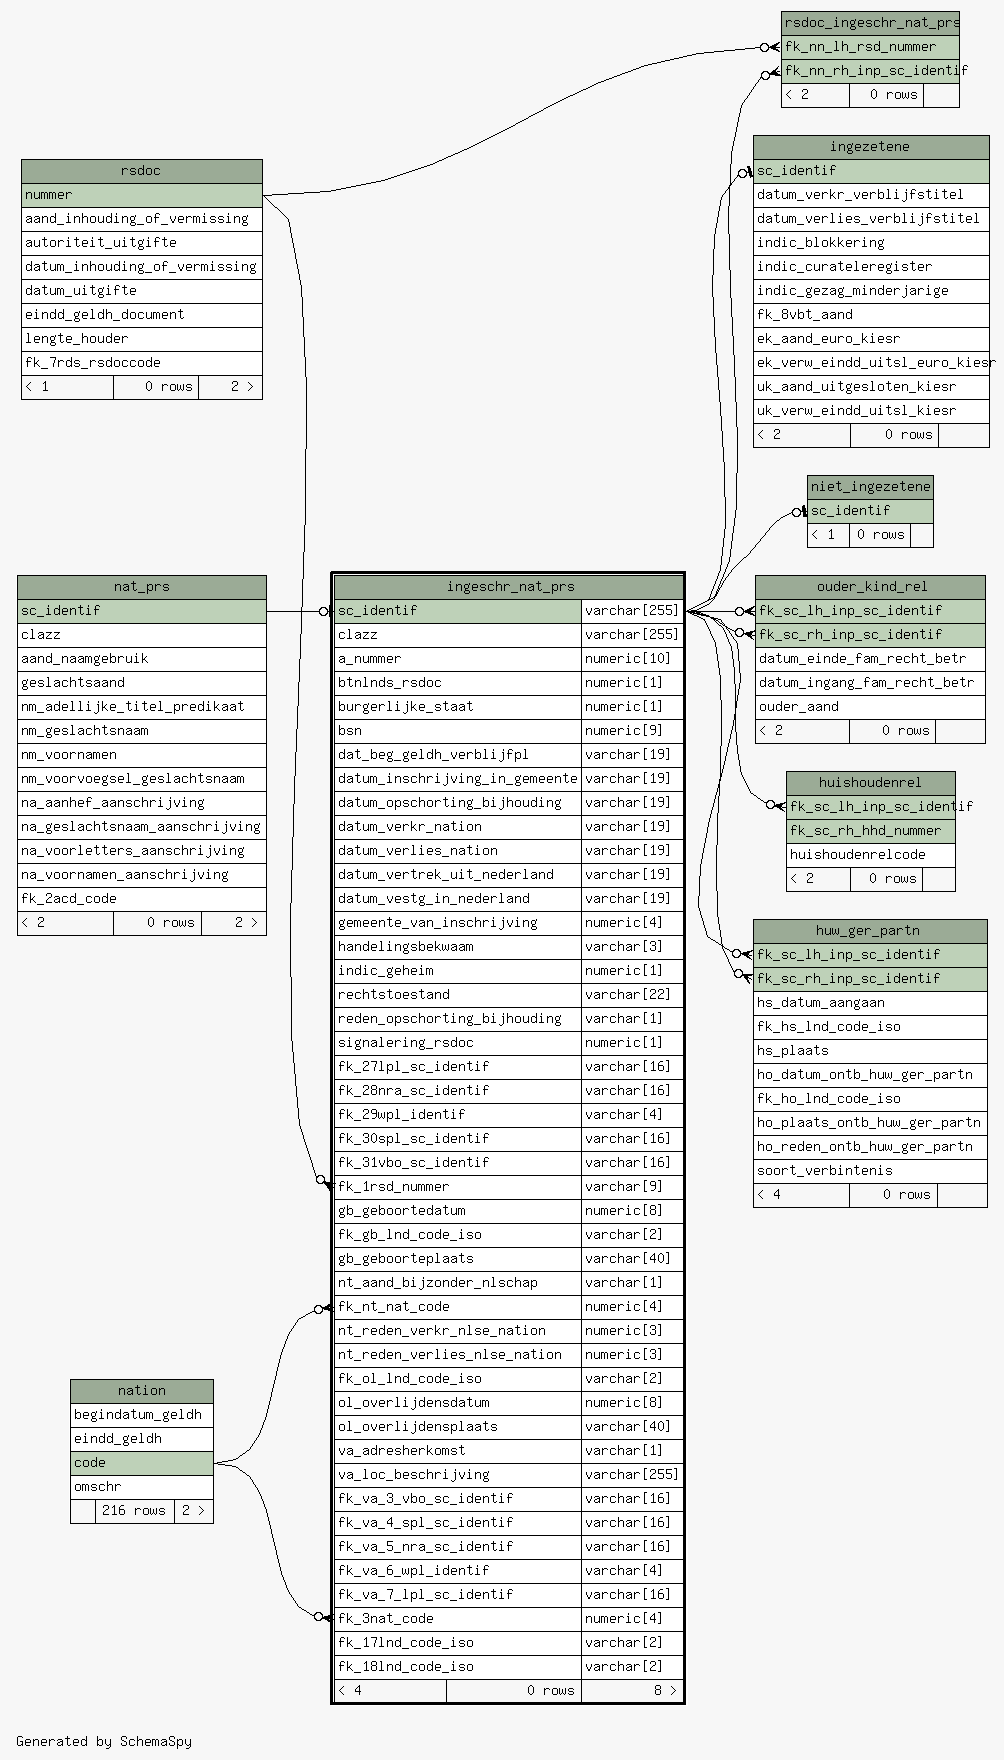 rsdoc_ingeschr_nat_prs
fk_nn_lh_rsd_nummer
fk_nn_rh_inp_sc_identif
< 2 0 rows
ingezetene
sc_identif
datum_verkr_verblijfstitel
datum_verlies_verblijfstitel
indic_blokkering
indic_curateleregister
indic_gezag_minderjarige
fk_8vbt_aand
ek_aand_euro_kiesr
ek_verw_eindd_uitsl_euro_kiesr
uk_aand_uitgesloten_kiesr
uk_verw_eindd_uitsl_kiesr
< 2 0 rows
rsdoc
nummer
aand_inhouding_of_vermissing
autoriteit_uitgifte
datum_inhouding_of_vermissing
datum_uitgifte
eindd_geldh_document
lengte_houder
fk_7rds_rsdoccode
< 1 0 rows 2 >
niet_ingezetene
sc_identif
< 1 0 rows
nat_prs
sc_identif
clazz
aand_naamgebruik
geslachtsaand
nm_adellijke_titel_predikaat
nm_geslachtsnaam
nm_voornamen
nm_voorvoegsel_geslachtsnaam
na_aanhef_aanschrijving
na_geslachtsnaam_aanschrijving
na_voorletters_aanschrijving
na_voornamen_aanschrijving
fk_2acd_code
< 2 0 rows 2 >
ingeschr_nat_prs
sc_identif varchar[255]
clazz varchar[255]
a_nummer numeric[10]
btnlnds_rsdoc numeric[1]
burgerlijke_staat numeric[1]
bsn numeric[9]
dat_beg_geldh_verblijfpl varchar[19]
datum_inschrijving_in_gemeente varchar[19]
datum_opschorting_bijhouding varchar[19]
datum_verkr_nation varchar[19]
datum_verlies_nation varchar[19]
datum_vertrek_uit_nederland varchar[19]
datum_vestg_in_nederland varchar[19]
gemeente_van_inschrijving numeric[4]
handelingsbekwaam varchar[3]
indic_geheim numeric[1]
rechtstoestand varchar[22]
reden_opschorting_bijhouding varchar[1]
signalering_rsdoc numeric[1]
fk_27lpl_sc_identif varchar[16]
fk_28nra_sc_identif varchar[16]
fk_29wpl_identif varchar[4]
fk_30spl_sc_identif varchar[16]
fk_31vbo_sc_identif varchar[16]
fk_1rsd_nummer varchar[9]
gb_geboortedatum numeric[8]
fk_gb_lnd_code_iso varchar[2]
gb_geboorteplaats varchar[40]
nt_aand_bijzonder_nlschap varchar[1]
fk_nt_nat_code numeric[4]
nt_reden_verkr_nlse_nation numeric[3]
nt_reden_verlies_nlse_nation numeric[3]
fk_ol_lnd_code_iso varchar[2]
ol_overlijdensdatum numeric[8]
ol_overlijdensplaats varchar[40]
va_adresherkomst varchar[1]
va_loc_beschrijving varchar[255]
fk_va_3_vbo_sc_identif varchar[16]
fk_va_4_spl_sc_identif varchar[16]
fk_va_5_nra_sc_identif varchar[16]
fk_va_6_wpl_identif varchar[4]
fk_va_7_lpl_sc_identif varchar[16]
fk_3nat_code numeric[4]
fk_17lnd_code_iso varchar[2]
fk_18lnd_code_iso varchar[2]
< 4 0 rows 8 >
ouder_kind_rel
fk_sc_lh_inp_sc_identif
fk_sc_rh_inp_sc_identif
datum_einde_fam_recht_betr
datum_ingang_fam_recht_betr
ouder_aand
< 2 0 rows
huishoudenrel
fk_sc_lh_inp_sc_identif
fk_sc_rh_hhd_nummer
huishoudenrelcode
< 2 0 rows
huw_ger_partn
fk_sc_lh_inp_sc_identif
fk_sc_rh_inp_sc_identif
hs_datum_aangaan
fk_hs_lnd_code_iso
hs_plaats
ho_datum_ontb_huw_ger_partn
fk_ho_lnd_code_iso
ho_plaats_ontb_huw_ger_partn
ho_reden_ontb_huw_ger_partn
soort_verbintenis
< 4 0 rows
nation
begindatum_geldh
eindd_geldh
code
omschr
216 rows 2 >
Generated by SchemaSpy